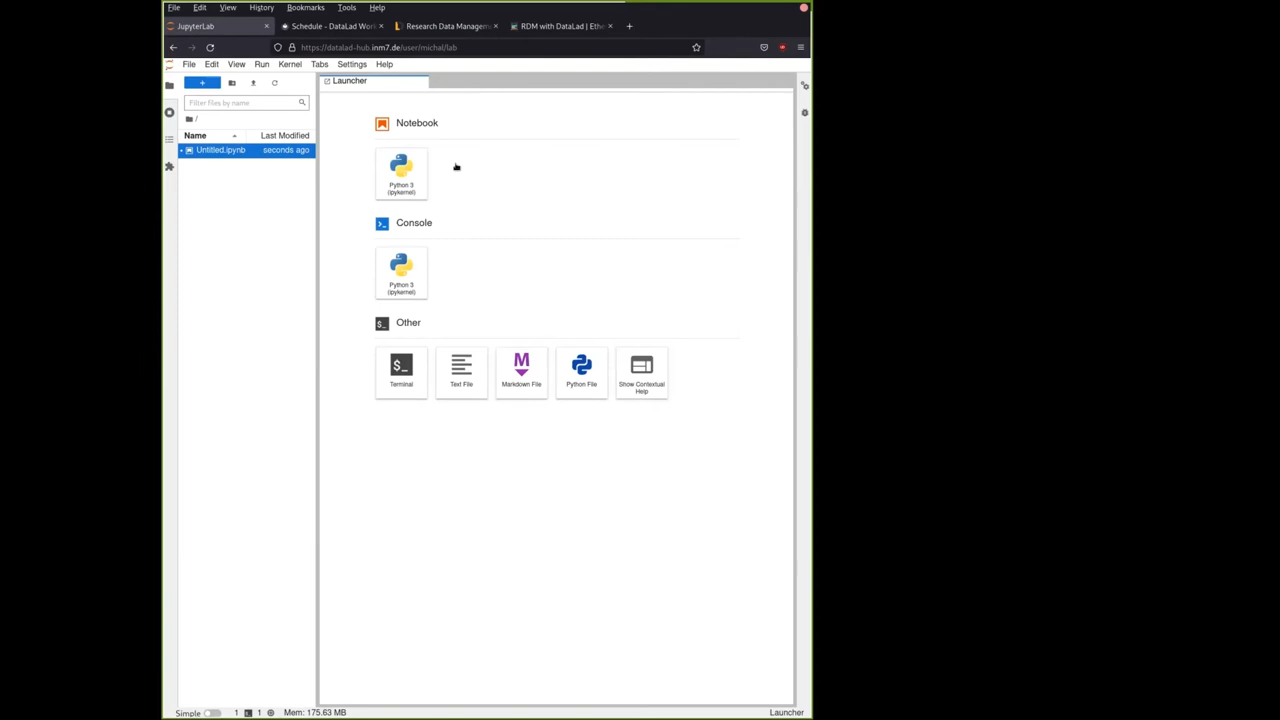 File Edit View History Bookmarks Tools Help
JupyterLab × Schedule - DataLad Work × Research Data Managem × RDM with DataLad | Ethe × +
https://datalad-hub.inm7.de/user/michal/lab
File Edit View Run Kernel Tabs Settings Help
+
Launcher
Filter files by name
/
Name Last Modified
Untitled.ipynb seconds ago
Notebook
Python 3
(ipykernel)
Console
Python 3
(ipykernel)
Other
$_
M
Terminal Text File Markdown File Python File Show Contextual
Help
Simple 1 1 Mem: 175.63 MB Launcher